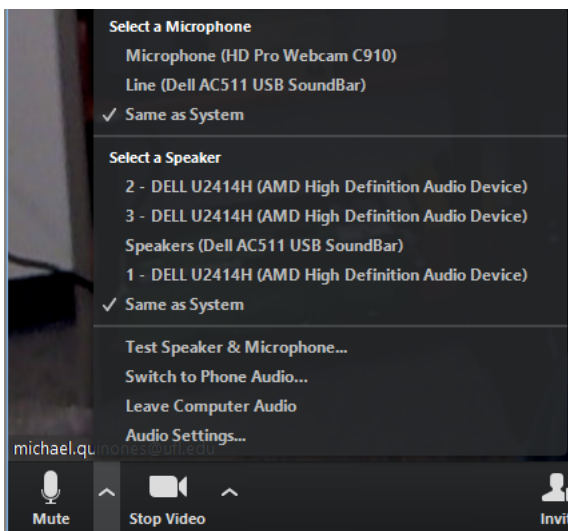 Select a Microphone
Microphone (HD Pro Webcam C910)
Line (Dell AC511 USB SoundBar)
✓ Same as System
Select a Speaker
2 - DELL U2414H (AMD High Definition Audio Device)
3 - DELL U2414H (AMD High Definition Audio Device)
Speakers (Dell AC511 USB SoundBar)
1 - DELL U2414H (AMD High Definition Audio Device)
✓ Same as System
Test Speaker & Microphone...
Switch to Phone Audio...
Leave Computer Audio
Audio Settings...
michael.quinones@
Mute
Stop Video
Invit